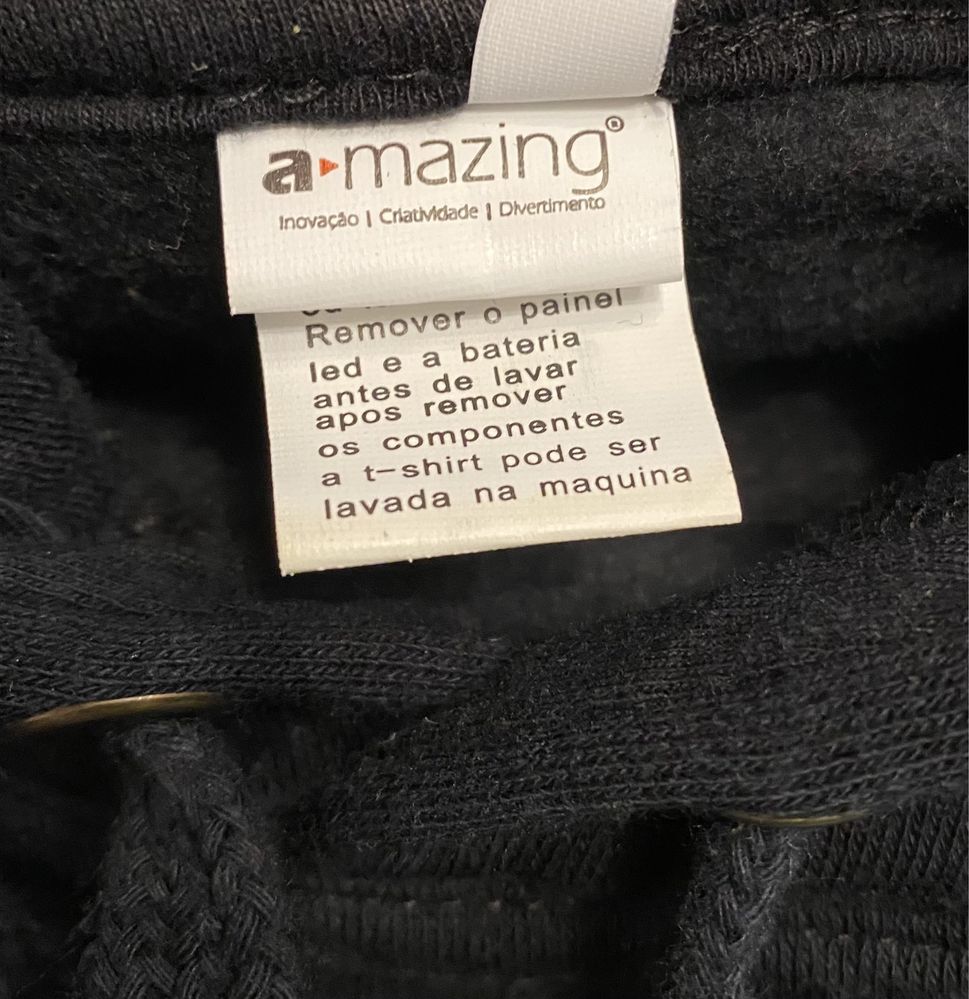 a mazing®
Inovação | Criatividade | Divertimento
Remover o painel
led e a bateria
antes de lavar
apos remover
os componentes
a t-shirt pode ser
lavada na maquina